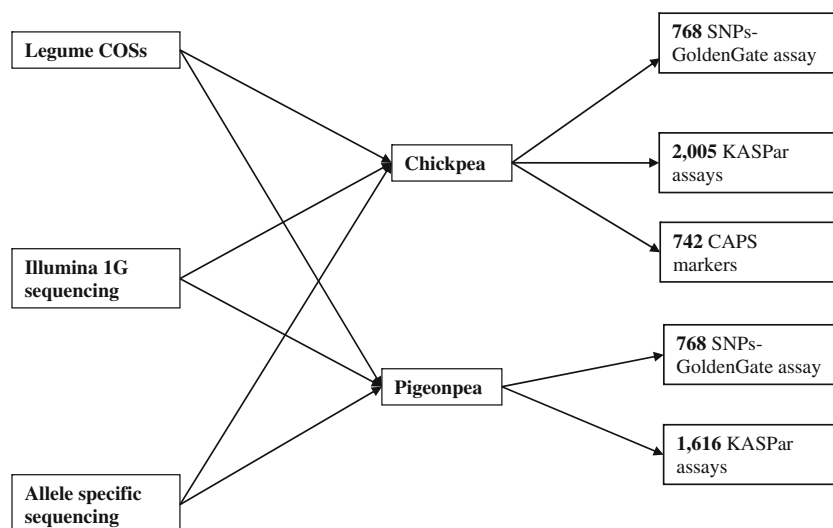 Legume COSs
Illumina 1G
sequencing
Allele specific
sequencing
Chickpea
Pigeonpea
768 SNPs-
GoldenGate assay
2,005 KASPar
assays
742 CAPS
markers
768 SNPs-
GoldenGate assay
1,616 KASPar
assays